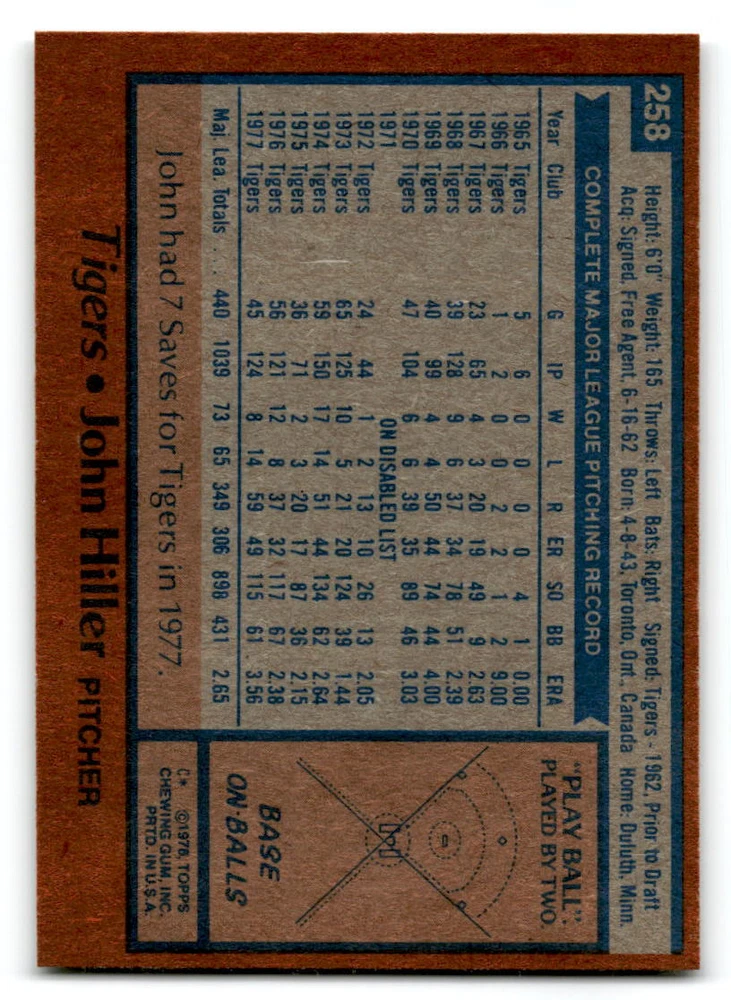 258
Height: 6'0" Weight: 165 Throws: Left Bats: Right Signed: Tigers - 1962, Prior to Draft
Acq: Signed, Free Agent, 6-16-62 Born: 4-8-43, Toronto, Ont., Canada Home: Duluth, Minn.
COMPLETE MAJOR LEAGUE PITCHING RECORD
Year Club G IP W L R ER SO BB ERA
1965 Tigers 5 6 0 0 0 0 4 1 0.00
1966 Tigers 1 2 0 0 2 2 1 2 9.00
1967 Tigers 23 65 4 3 20 19 49 9 2.63
1968 Tigers 39 128 9 6 37 34 78 51 2.39
1969 Tigers 40 99 4 4 50 44 74 44 4.00
1970 Tigers 47 104 6 6 39 35 89 46 3.03
1971 ON DISABLED LIST
1972 Tigers 24 44 1 2 13 10 26 13 2.05
1973 Tigers 65 125 10 5 21 20 124 39 1.44
1974 Tigers 59 150 17 14 51 44 134 62 2.64
1975 Tigers 36 71 2 3 20 17 87 36 2.15
1976 Tigers 56 121 12 8 37 32 117 67 2.38
1977 Tigers 45 124 8 14 59 49 115 61 3.56
Maj. Lea. Totals ... 440 1039 73 65 349 306 898 431 2.65
John had 7 Saves for Tigers in 1977.
"PLAY BALL"
PLAYED BY TWO.
BASE
ON-BALLS
C* ©1978, TOPPS
CHEWING GUM, INC.
PRTD. IN U.S.A.
Tigers • John Hiller PITCHER